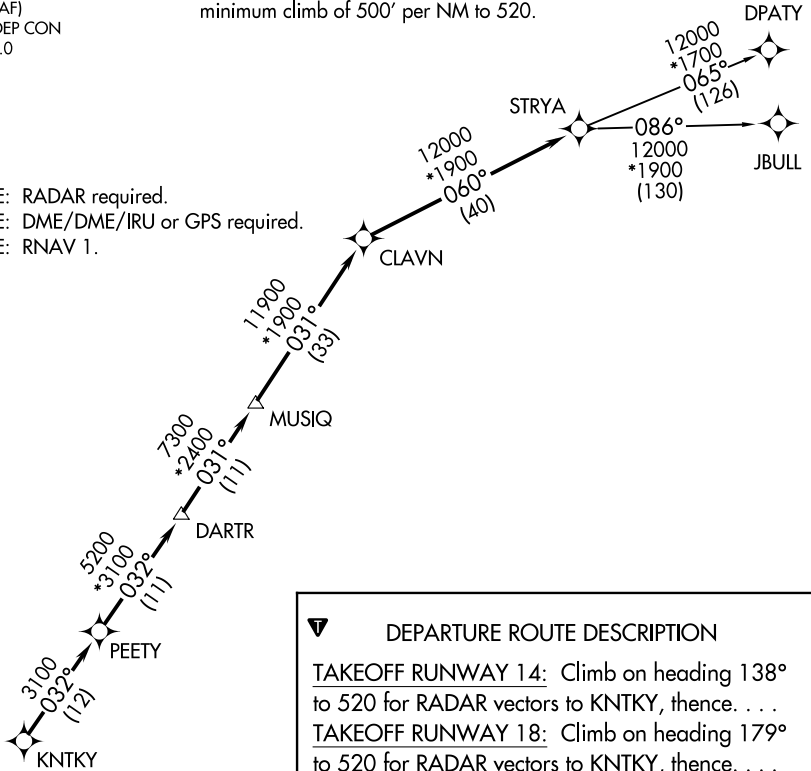 AF)
DEP CON
.0
minimum climb of 500' per NM to 520.
DPATY
12000
*1700
065°
(126)
STRYA
086°
12000
*1900
(130)
JBULL
12000
*1900
060°
(40)
E: RADAR required.
E: DME/DME/IRU or GPS required.
E: RNAV 1.
CLAVN
11900
*1900
031°
(33)
MUSIQ
7300
*2400
031°
(11)
DARTR
5200
*3100
032°
(11)
PEETY
3100
032°
(12)
KNTKY
T
DEPARTURE ROUTE DESCRIPTION
TAKEOFF RUNWAY 14: Climb on heading 138°
to 520 for RADAR vectors to KNTKY, thence. . . .
TAKEOFF RUNWAY 18: Climb on heading 179°
to 520 for RADAR vectors to KNTKY, thence. . . .